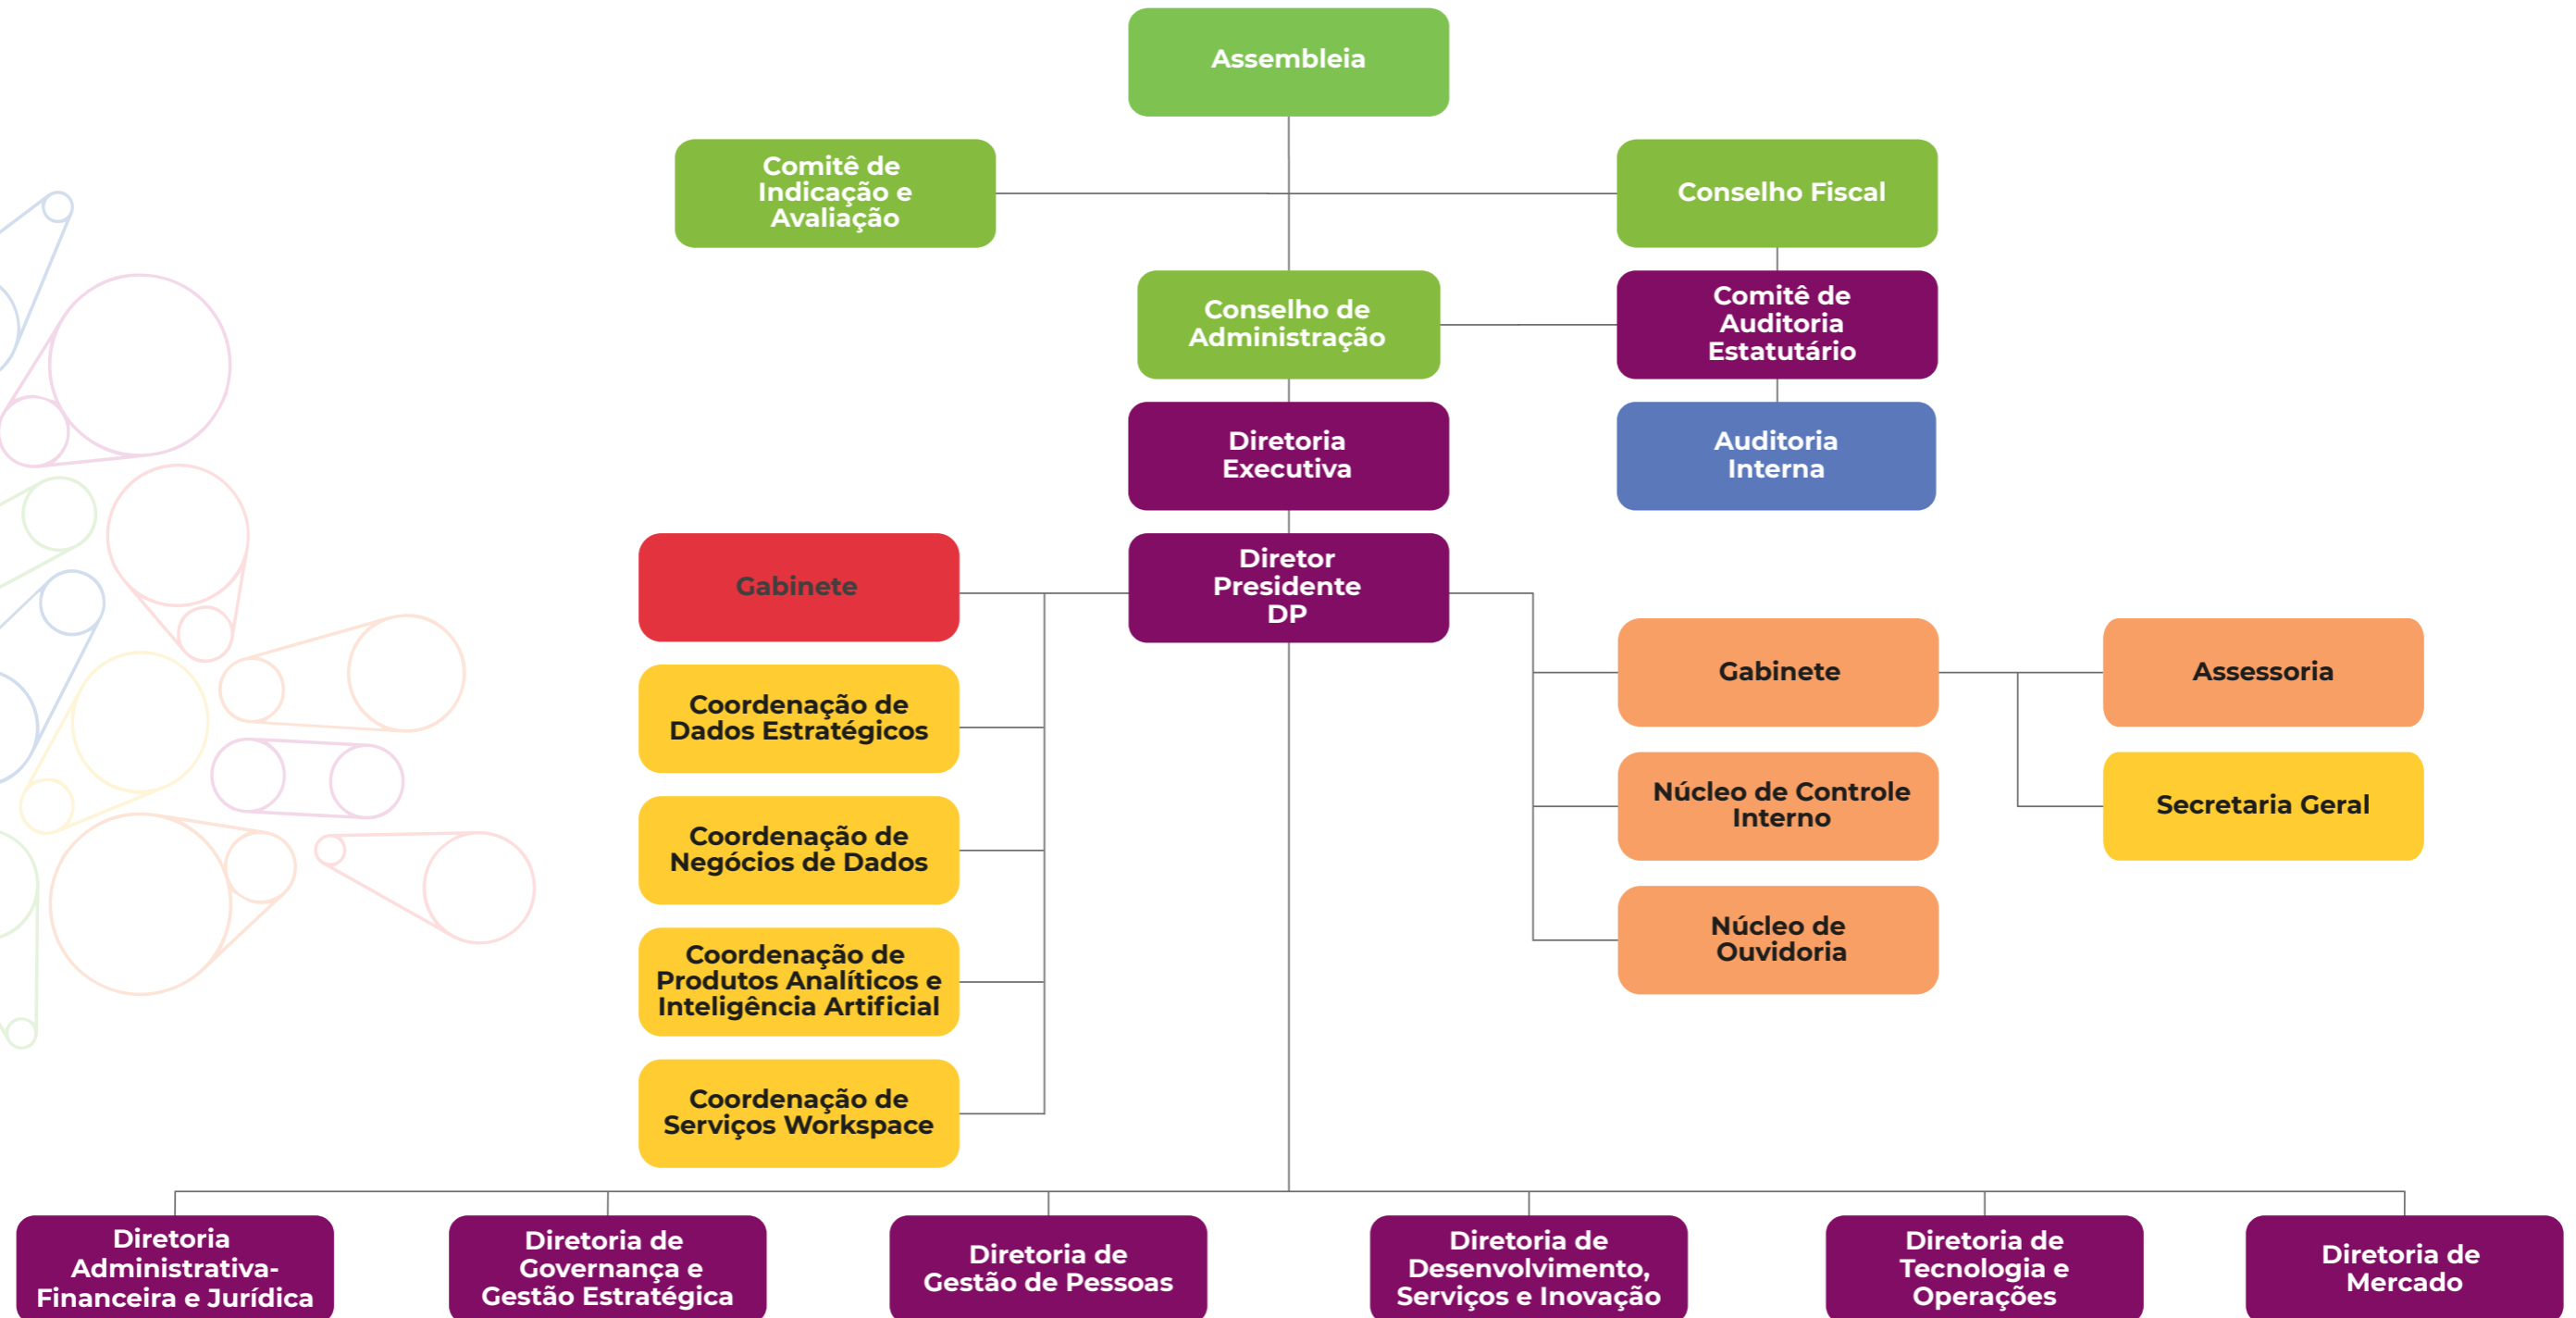 Assembleia
Comitê de
Indicação e
Avaliação
Conselho Fiscal
Conselho de
Administração
Comitê de
Auditoria
Estatutário
Diretoria
Executiva
Auditoria
Interna
Gabinete
Diretor
Presidente
DP
Gabinete
Assessoria
Coordenação de
Dados Estratégicos
Núcleo de Controle
Interno
Secretaria Geral
Coordenação de
Negócios de Dados
Núcleo de
Ouvidoria
Coordenação de
Produtos Analíticos e
Inteligência Artificial
Coordenação de
Serviços Workspace
Diretoria
Administrativa-
Financeira e Jurídica
Diretoria de
Governança e
Gestão Estratégica
Diretoria de
Gestão de Pessoas
Diretoria de
Desenvolvimento,
Serviços e Inovação
Diretoria de
Tecnologia e
Operações
Diretoria de
Mercado